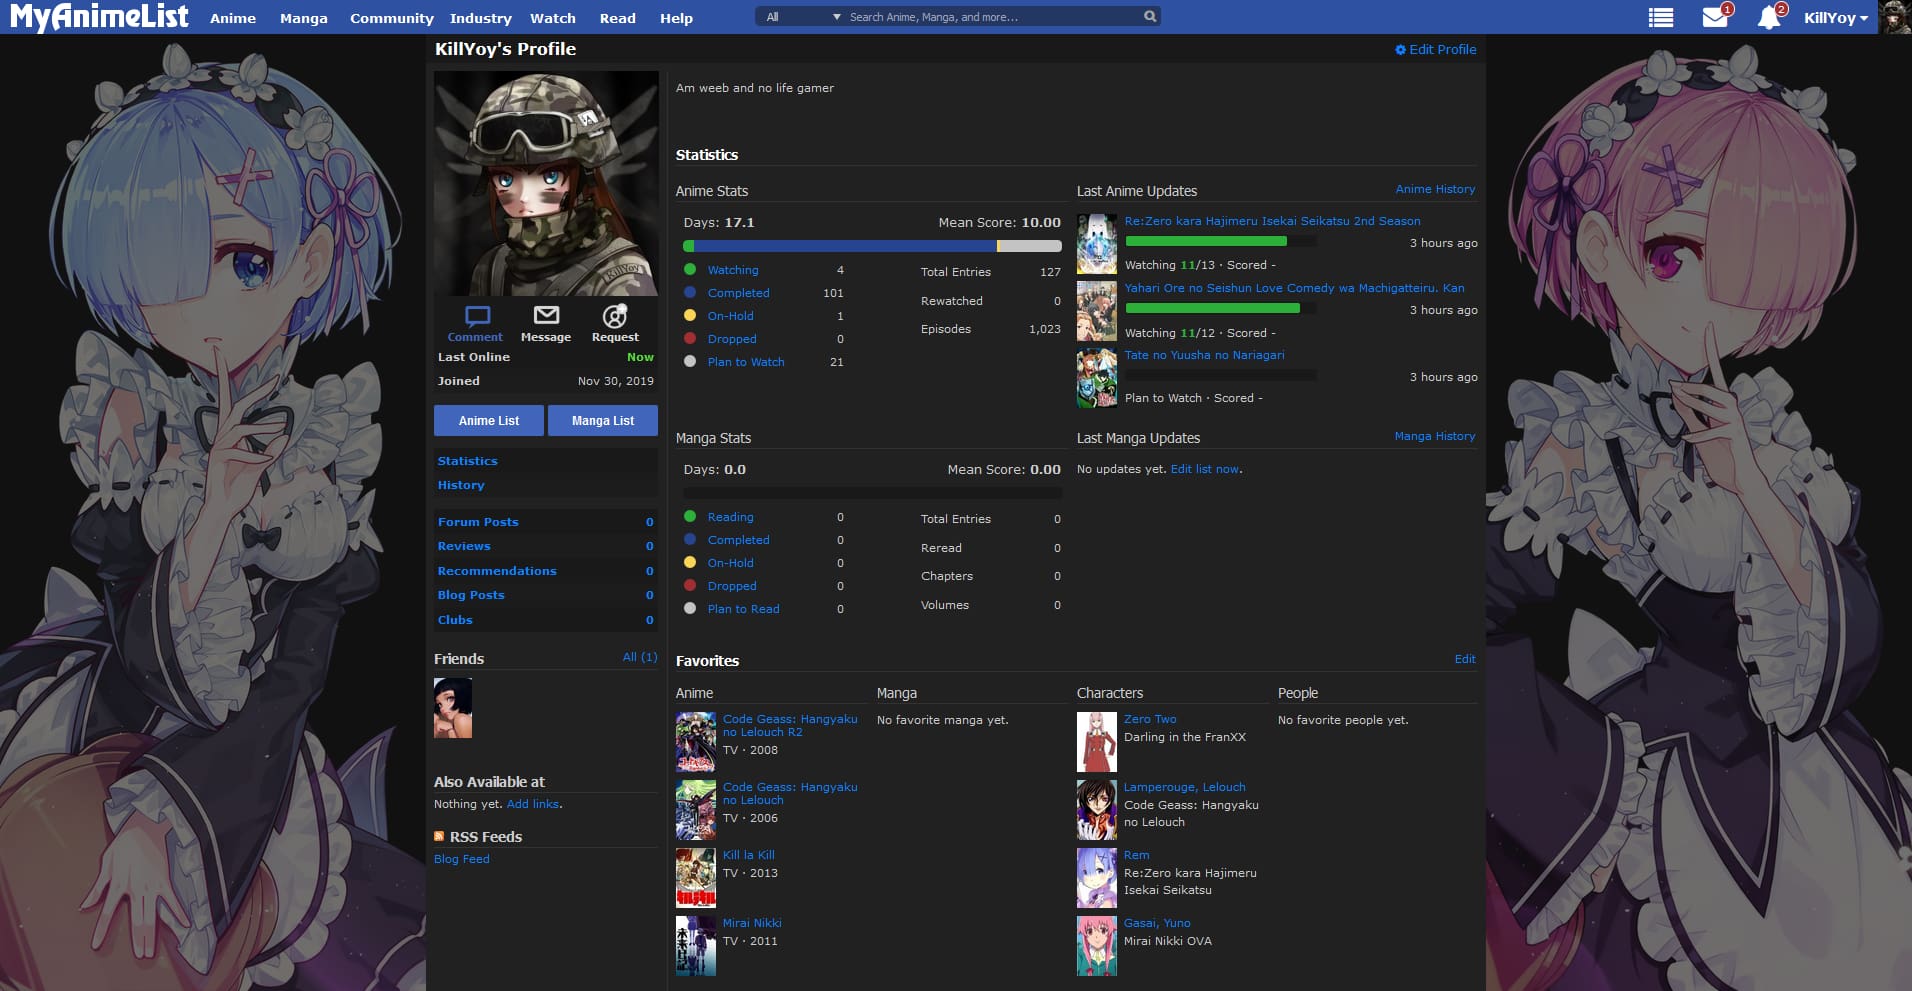 MyAnimeList Anime Manga Community Industry Watch Read Help All Search Anime, Manga, and more... 1 2 KillYoy
KillYoy's Profile
Edit Profile
KillYoy
Comment Message Request
Last Online Now
Joined Nov 30, 2019
Anime List Manga List
Statistics
History
Forum Posts 0
Reviews 0
Recommendations 0
Blog Posts 0
Clubs 0
Friends All (1)
Also Available at
Nothing yet. Add links.
RSS Feeds
Blog Feed
Am weeb and no life gamer
Statistics
Anime Stats
Days: 17.1 Mean Score: 10.00
Watching 4
Completed 101
On-Hold 1
Dropped 0
Plan to Watch 21
Total Entries 127
Rewatched 0
Episodes 1,023
Last Anime Updates Anime History
Re:Zero kara Hajimeru Isekai Seikatsu 2nd Season
3 hours ago
Watching 11/13 · Scored -
Yahari Ore no Seishun Love Comedy wa Machigatteiru. Kan
3 hours ago
Watching 11/12 · Scored -
Tate no Yuusha no Nariagari
3 hours ago
Plan to Watch · Scored -
Manga Stats
Days: 0.0 Mean Score: 0.00
Reading 0
Completed 0
On-Hold 0
Dropped 0
Plan to Read 0
Total Entries 0
Reread 0
Chapters 0
Volumes 0
Last Manga Updates Manga History
No updates yet. Edit list now.
Favorites Edit
Anime
Code Geass: Hangyaku
no Lelouch R2
TV · 2008
Code Geass: Hangyaku
no Lelouch
TV · 2006
Kill la Kill
TV · 2013
Mirai Nikki
TV · 2011
Manga
No favorite manga yet.
Characters
Zero Two
Darling in the FranXX
Lamperouge, Lelouch
Code Geass: Hangyaku
no Lelouch
Rem
Re:Zero kara Hajimeru
Isekai Seikatsu
Gasai, Yuno
Mirai Nikki OVA
People
No favorite people yet.